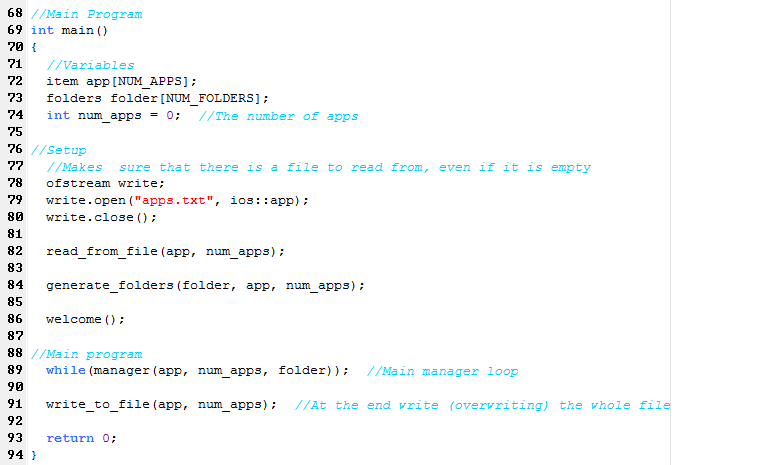 68 //Main Program
69 int main()
70 {
71 //Variables
72 item app[NUM_APPS];
73 folders folder[NUM_FOLDERS];
74 int num_apps = 0; //The number of apps
75
76 //Setup
77 //Makes  sure that there is a file to read from, even if it is empty
78 ofstream write;
79 write.open("apps.txt", ios::app);
80 write.close();
81
82 read_from_file(app, num_apps);
83
84 generate_folders(folder, app, num_apps);
85
86 welcome();
87
88 //Main program
89 while(manager(app, num_apps, folder)); //Main manager loop
90
91 write_to_file(app, num_apps); //At the end write (overwriting) the whole file
92
93 return 0;
94 }